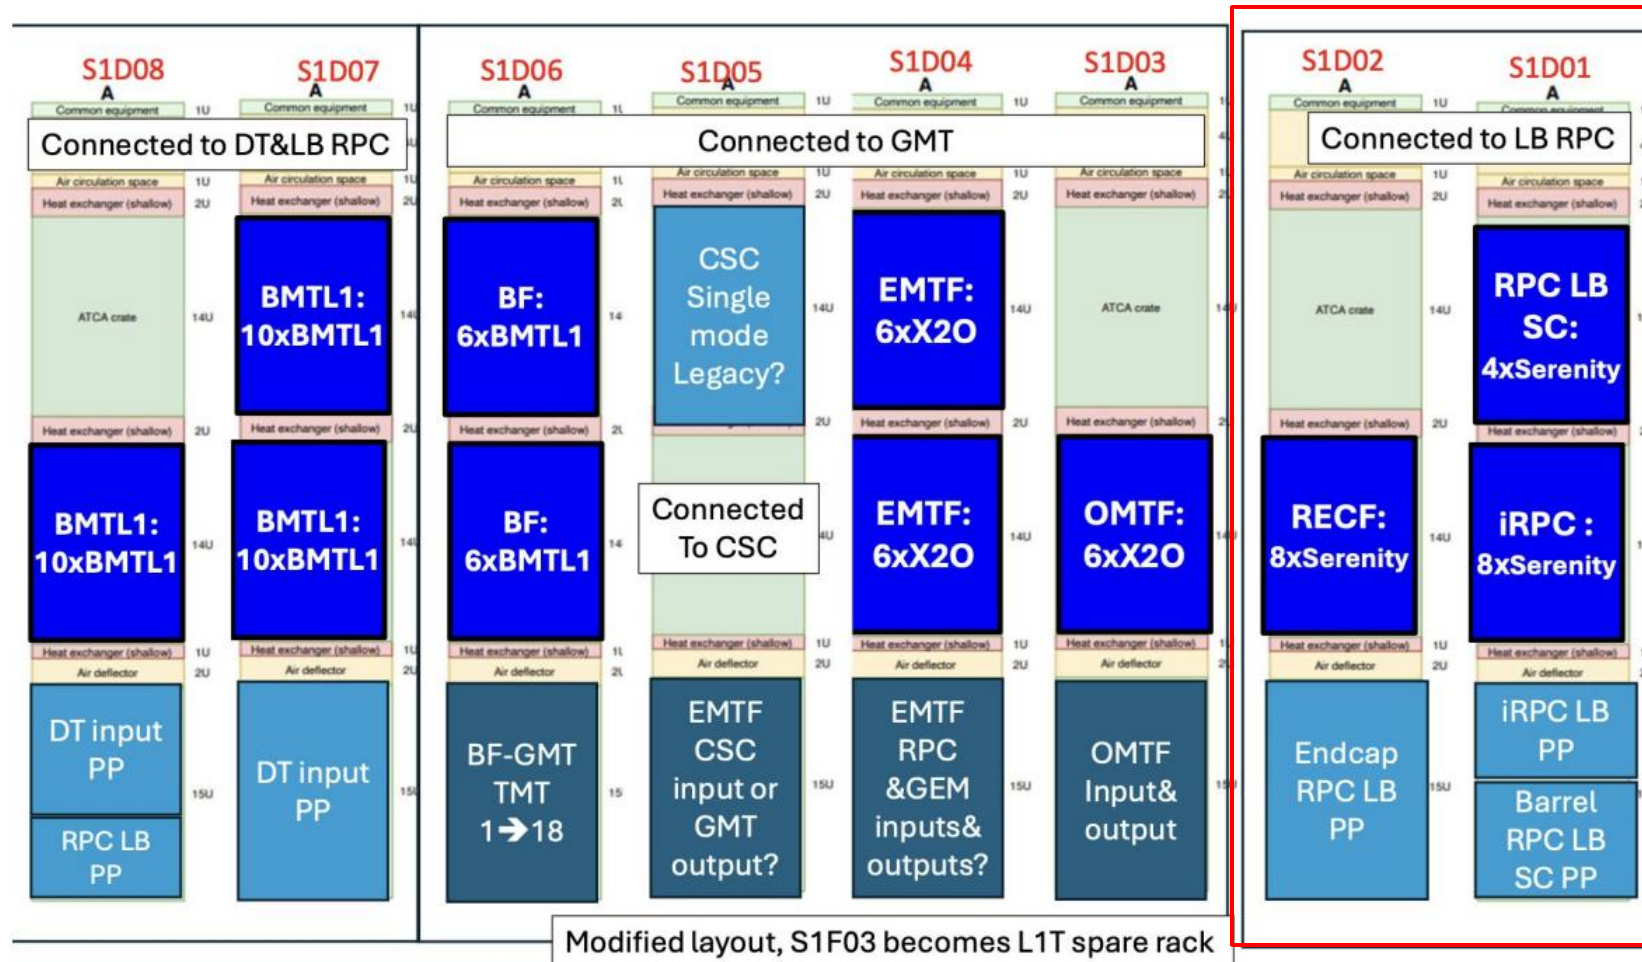 S1D08
A
Common equipment 1U
Connected to DT&LB RPC
Air circulation space 1U
Heat exchanger (shallow) 2U
ATCA crate 14U
Heat exchanger (shallow) 2U
BMTL1:
10xBMTL1
14U
Heat exchanger (shallow) 1U
Air deflector 2U
DT input
PP
15U
RPC LB
PP
S1D07
A
Common equipment
Air circulation space
Heat exchanger (shallow)
BMTL1:
10xBMTL1
Heat exchanger (shallow)
BMTL1:
10xBMTL1
Heat exchanger (shallow)
Air deflector
DT input
PP
S1D06
A
Common equipment
Connected to GMT
Air circulation space
Heat exchanger (shallow)
BF:
6xBMTL1
14
Heat exchanger (shallow)
BF:
6xBMTL1
14
Heat exchanger (shallow)
Air deflector
BF-GMT
TMT
1➔18
15
S1D05
A
Common equipment 1U
Air circulation space 1U
Heat exchanger (shallow) 2U
CSC
Single
mode
Legacy?
14U
2U
Connected
To CSC
4U
Heat exchanger (shallow) 1U
Air deflector 2U
EMTF
CSC
input or
GMT
output?
15U
S1D04
A
Common equipment 1U
Air circulation space 1U
Heat exchanger (shallow) 2U
EMTF:
6xX2O
14U
Heat exchanger (shallow) 2U
EMTF:
6xX2O
14U
Heat exchanger (shallow) 1U
Air deflector 2U
EMTF
RPC
&GEM
inputs&
outputs?
15U
S1D03
A
Common equipment
Air circulation space
Heat exchanger (shallow)
ATCA crate
Heat exchanger (shallow)
OMTF:
6xX2O
Heat exchanger (shallow)
Air deflector
OMTF
Input&
output
S1D02
A
Common equipment 1U
Connected to LB RPC
Air circulation space 1U
Heat exchanger (shallow) 2U
ATCA crate 14U
Heat exchanger (shallow) 2U
RECF:
8xSerenity
14U
Heat exchanger (shallow) 1U
Air deflector 2U
Endcap
RPC LB
PP
15U
S1D01
A
Common equipment
Air circulation space
Heat exchanger (shallow)
RPC LB
SC:
4xSerenity
Heat exchanger (shallow)
iRPC :
8xSerenity
Heat exchanger (shallow)
Air deflector
iRPC LB
PP
Barrel
RPC LB
SC PP
Modified layout, S1F03 becomes L1T spare rack